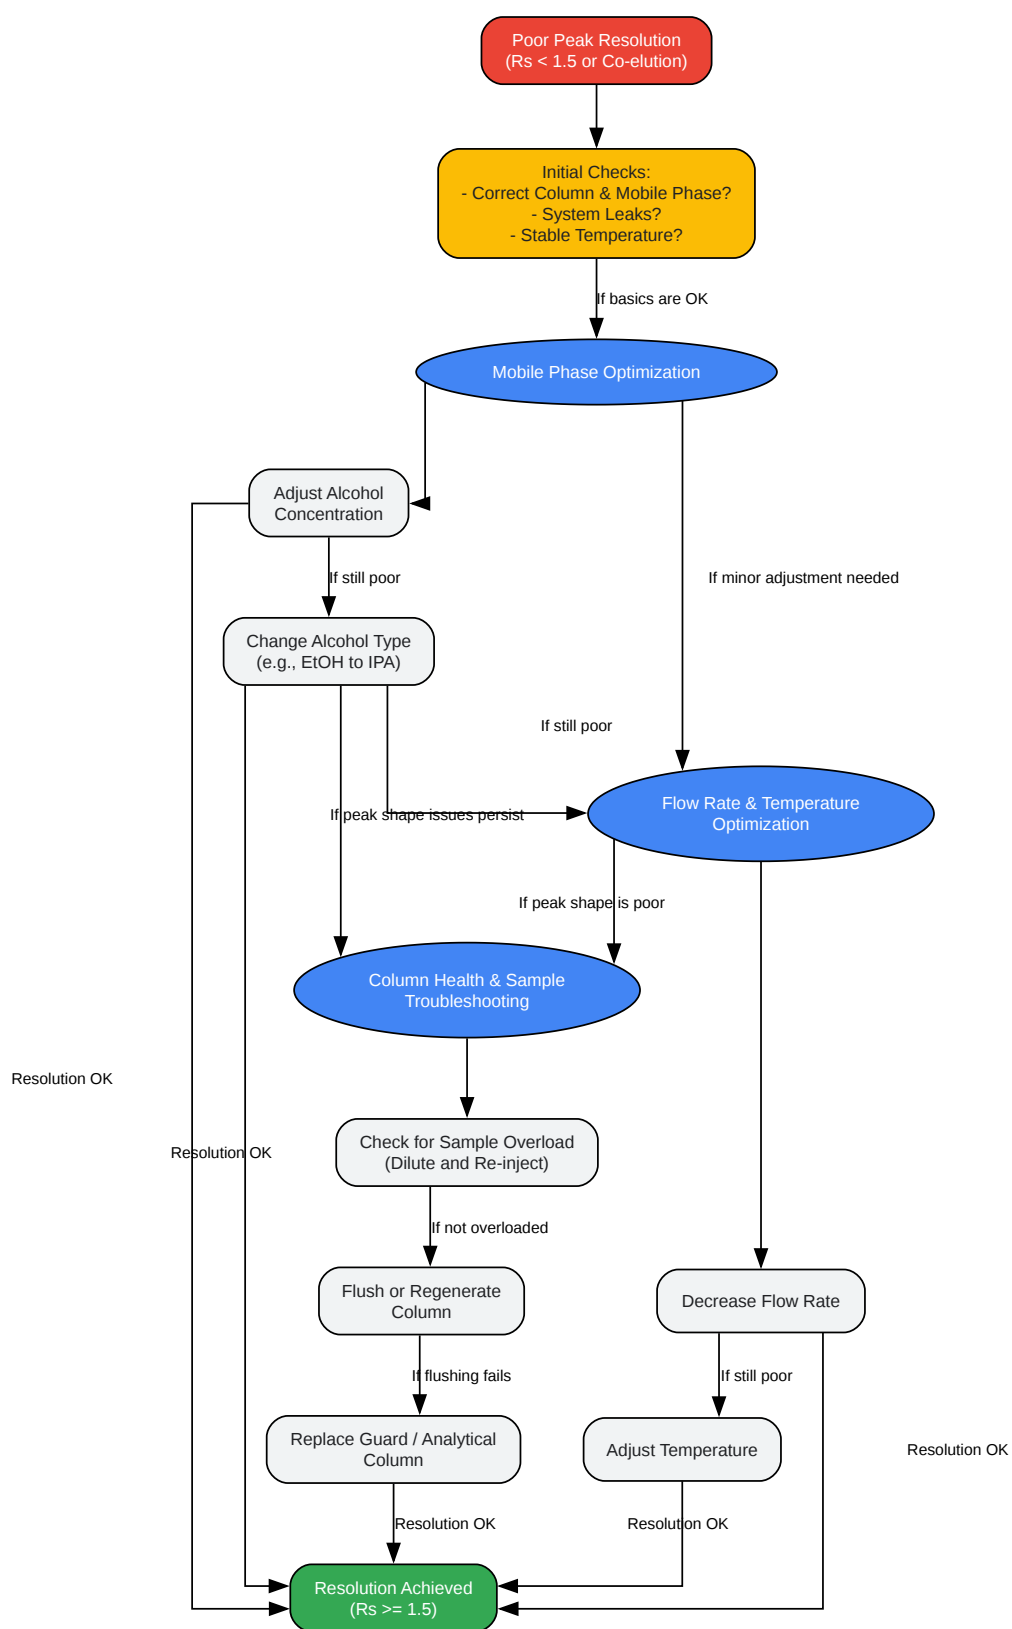 Poor Peak Resolution
(Rs < 1.5 or Co-elution)
Initial Checks:
- Correct Column & Mobile Phase?
- System Leaks?
- Stable Temperature?
If basics are OK
Mobile Phase Optimization
Adjust Alcohol
Concentration
If still poor
If minor adjustment needed
Change Alcohol Type
(e.g., EtOH to IPA)
If still poor
Flow Rate & Temperature
Optimization
If peak shape issues persist
If peak shape is poor
Column Health & Sample
Troubleshooting
Resolution OK
Check for Sample Overload
(Dilute and Re-inject)
Resolution OK
If not overloaded
Flush or Regenerate
Column
Decrease Flow Rate
If flushing fails
If still poor
Replace Guard / Analytical
Column
Adjust Temperature
Resolution OK
Resolution OK
Resolution OK
Resolution Achieved
(Rs >= 1.5)